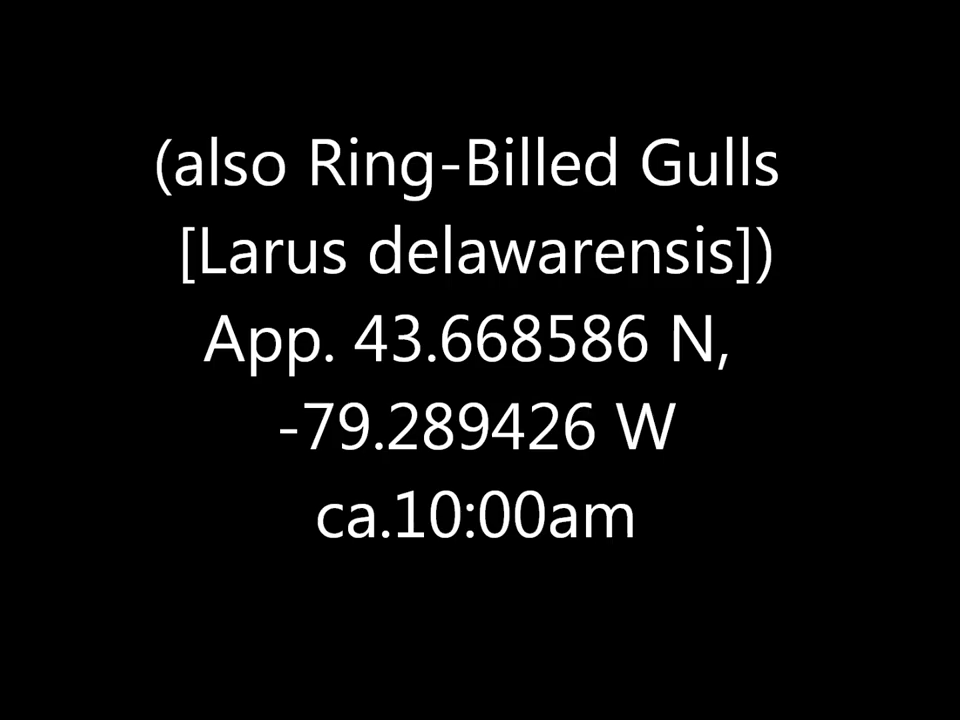 (also Ring-Billed Gulls
[Larus delawarensis])
App. 43.668586 N,
-79.289426 W
ca.10:00am